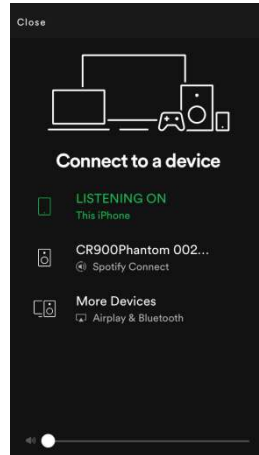 Close
Connect to a device
LISTENING ON
This iPhone
CR900Phantom 002...
Spotify Connect
More Devices
Airplay & Bluetooth